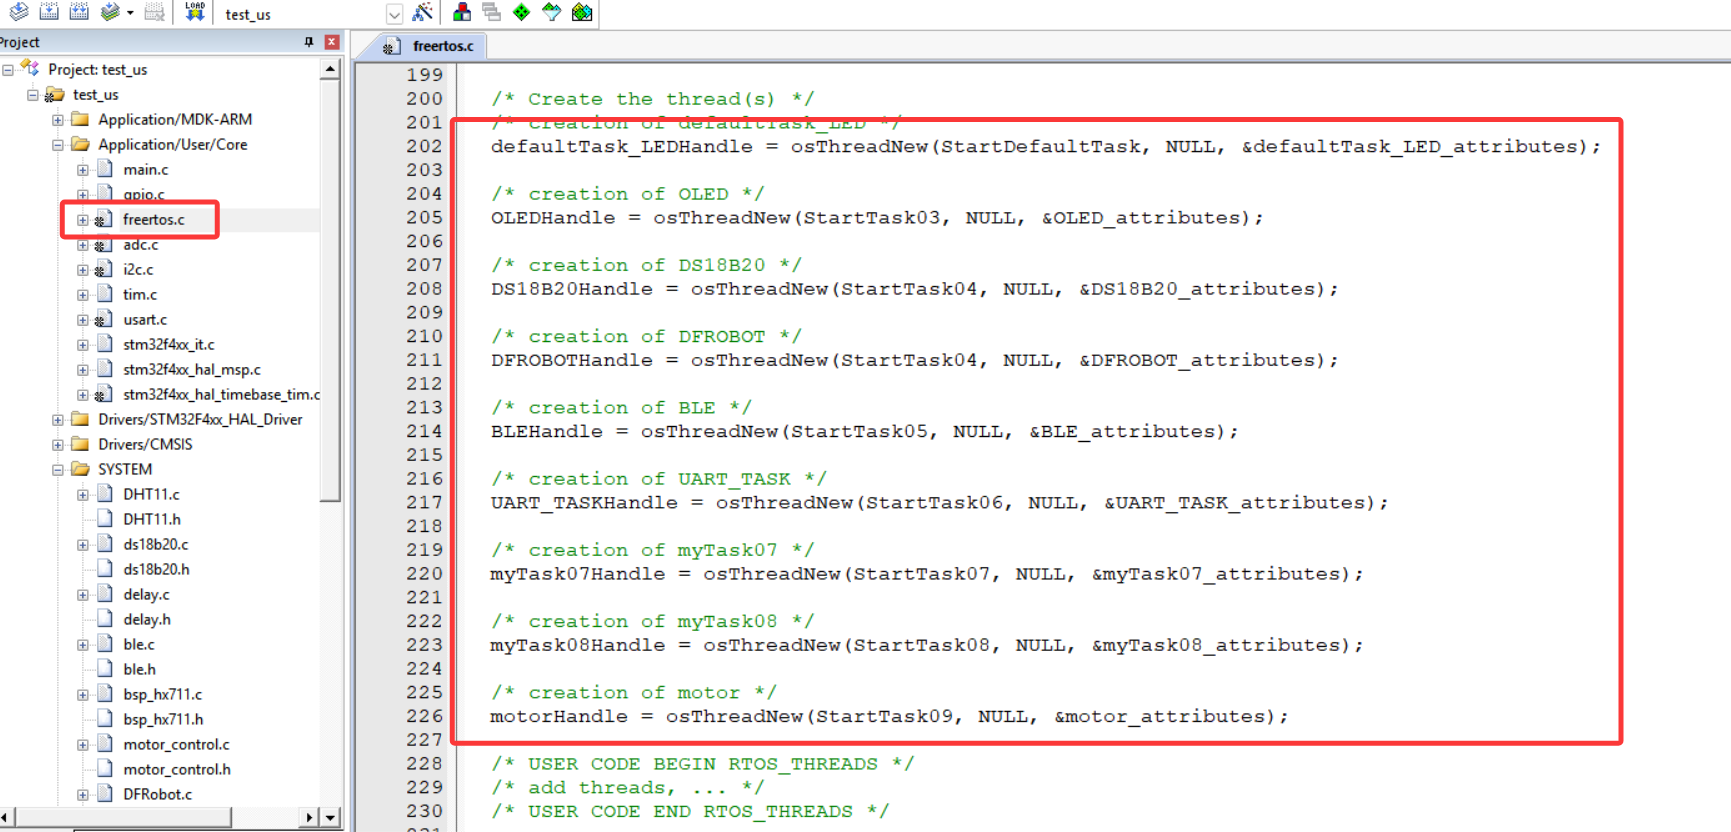 LOAD
test_us
Project
freertos.c
Project: test_us
test_us
Application/MDK-ARM
Application/User/Core
main.c
gpio.c
freertos.c
adc.c
i2c.c
tim.c
usart.c
stm32f4xx_it.c
stm32f4xx_hal_msp.c
stm32f4xx_hal_timebase_tim.c
Drivers/STM32F4xx_HAL_Driver
Drivers/CMSIS
SYSTEM
DHT11.c
DHT11.h
ds18b20.c
ds18b20.h
delay.c
delay.h
ble.c
ble.h
bsp_hx711.c
bsp_hx711.h
motor_control.c
motor_control.h
DFRobot.c
199
200 /* Create the thread(s) */
201 /* creation of defaultTask_LED */
202 defaultTask_LEDHandle = osThreadNew(StartDefaultTask, NULL, &defaultTask_LED_attributes);
203
204 /* creation of OLED */
205 OLEDHandle = osThreadNew(StartTask03, NULL, &OLED_attributes);
206
207 /* creation of DS18B20 */
208 DS18B20Handle = osThreadNew(StartTask04, NULL, &DS18B20_attributes);
209
210 /* creation of DFROBOT */
211 DFROBOTHandle = osThreadNew(StartTask04, NULL, &DFROBOT_attributes);
212
213 /* creation of BLE */
214 BLEHandle = osThreadNew(StartTask05, NULL, &BLE_attributes);
215
216 /* creation of UART_TASK */
217 UART_TASKHandle = osThreadNew(StartTask06, NULL, &UART_TASK_attributes);
218
219 /* creation of myTask07 */
220 myTask07Handle = osThreadNew(StartTask07, NULL, &myTask07_attributes);
221
222 /* creation of myTask08 */
223 myTask08Handle = osThreadNew(StartTask08, NULL, &myTask08_attributes);
224
225 /* creation of motor */
226 motorHandle = osThreadNew(StartTask09, NULL, &motor_attributes);
227
228 /* USER CODE BEGIN RTOS_THREADS */
229 /* add threads, ... */
230 /* USER CODE END RTOS_THREADS */